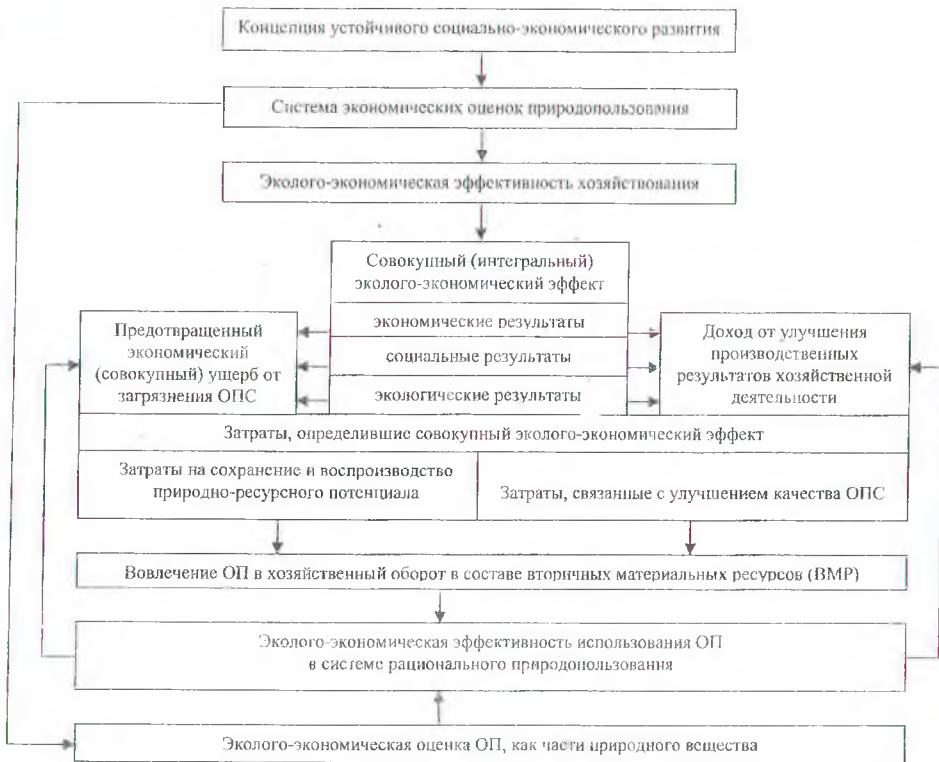 Концепция устойчивого социально-экономического развития
Система экономических оценок природопользования
Эколого-экономическая эффективность хозяйствования
Совокупный (интегральный)
эколого-экономический эффект
экономические результаты
социальные результаты
экологические результаты
Предотвращенный
экономический
(совокупный) ущерб от
загрязнения ОПС
Доход от улучшения
производственных
результатов хозяйственной
деятельности
Затраты, определившие совокупный эколого-экономический эффект
Затраты на сохранение и воспроизводство
природно-ресурсного потенциала
Затраты, связанные с улучшением качества ОПС
Вовлечение ОП в хозяйственный оборот в составе вторичных материальных ресурсов (ВМР)
Эколого-экономическая эффективность использования ОП
в системе рационального природопользования
Эколого-экономическая оценка ОП, как части природного вещества